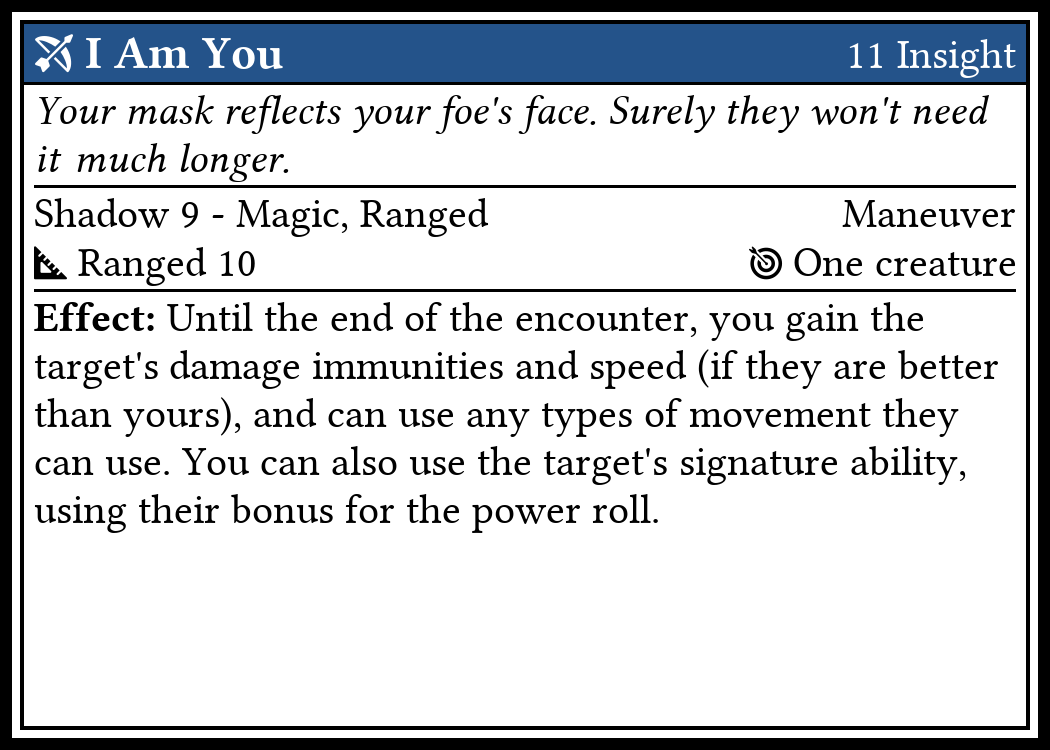 I Am You 11 Insight
Your mask reflects your foe's face. Surely they won't need
it much longer.
Shadow 9 - Magic, Ranged Maneuver
Ranged 10 One creature
Effect: Until the end of the encounter, you gain the
target's damage immunities and speed (if they are better
than yours), and can use any types of movement they
can use. You can also use the target's signature ability,
using their bonus for the power roll.